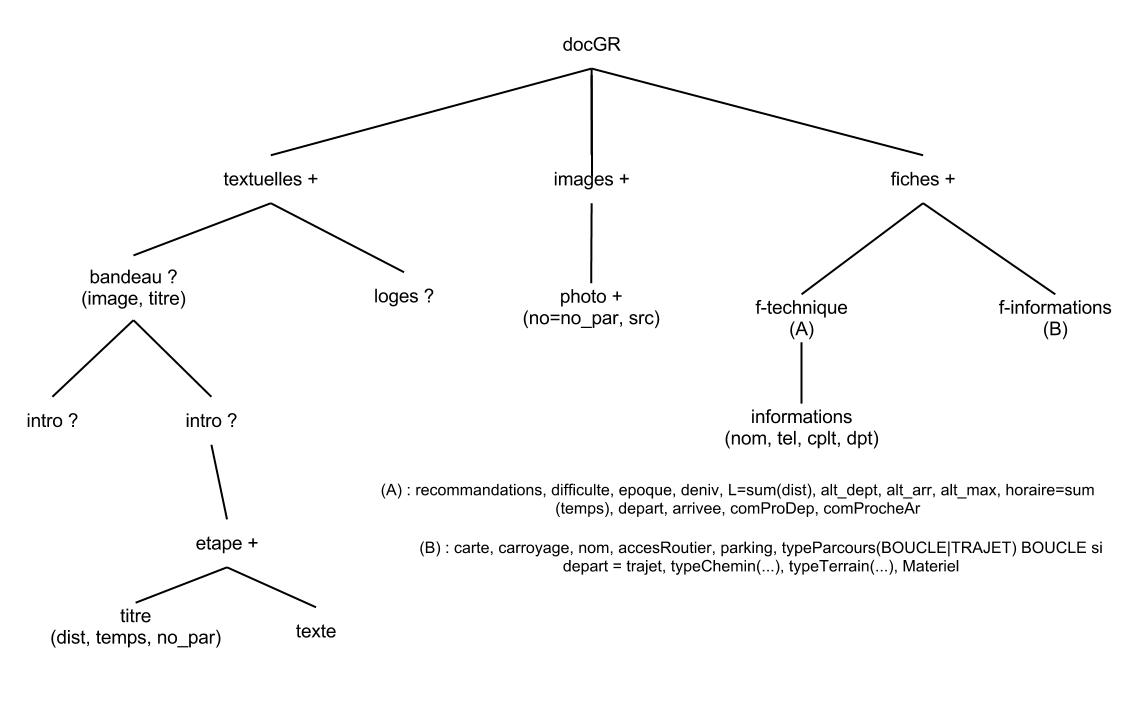 docGR
textuelles +
images +
fiches +
bandeau ?
(image, titre)
loges ?
photo +
(no=no_par, src)
f-technique
(A)
f-informations
(B)
intro ?
intro ?
informations
(nom, tel, cplt, dpt)
(A) : recommandations, difficulte, epoque, deniv, L=sum(dist), alt_dept, alt_arr, alt_max, horaire=sum
(temps), depart, arrivee, comProDep, comProcheAr
etape +
(B) : carte, carroyage, nom, accesRoutier, parking, typeParcours(BOUCLE|TRAJET) BOUCLE si
depart = trajet, typeChemin(...), typeTerrain(...), Materiel
titre
(dist, temps, no_par)
texte